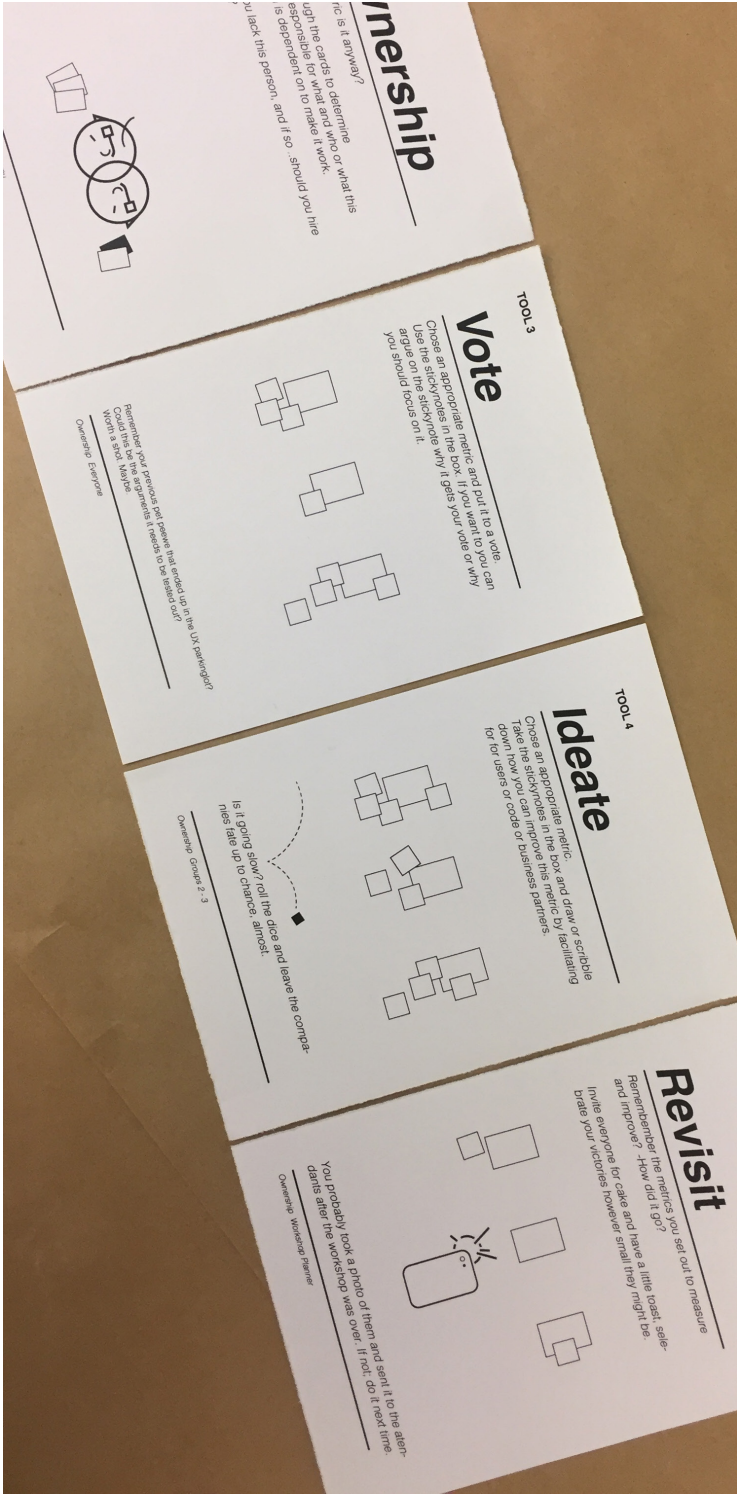 nership
ric is it anyway?
ugh the cards to determine
esponsible for what and who or what this
is dependent on to make it work.
ou lack this person, and if so ..should you hire
TOOL 3
Vote
Chose an appropriate metric and put it to a vote.
Use the stickynotes in the box. If you want to you can
argue on the stickynote why it gets your vote or why
you should focus on it.
Remember your previous pet peewe that ended up in the UX parkinglot?
Could this be the arguments it needs to be tested out?
Worth a shot. Maybe
Ownership Everyone
TOOL 4
Ideate
Chose an appropriate metric.
Take the stickynotes in the box and draw or scribble
down how you can improve this metric by facilitating
for for users or code or business partners.
Is it going slow? roll the dice and leave the compa-
nies fate up to chance, almost.
Ownership Groups 2 - 3
Revisit
Remembember the metrics you set out to measure
and improve? -How did it go?
Invite everyone for cake and have a little toast, sele-
brate your victories however small they might be.
You probably took a photo of them and sent it to the aten-
dants after the workshop was over. If not; do it next time.
Ownership Workshop Planner